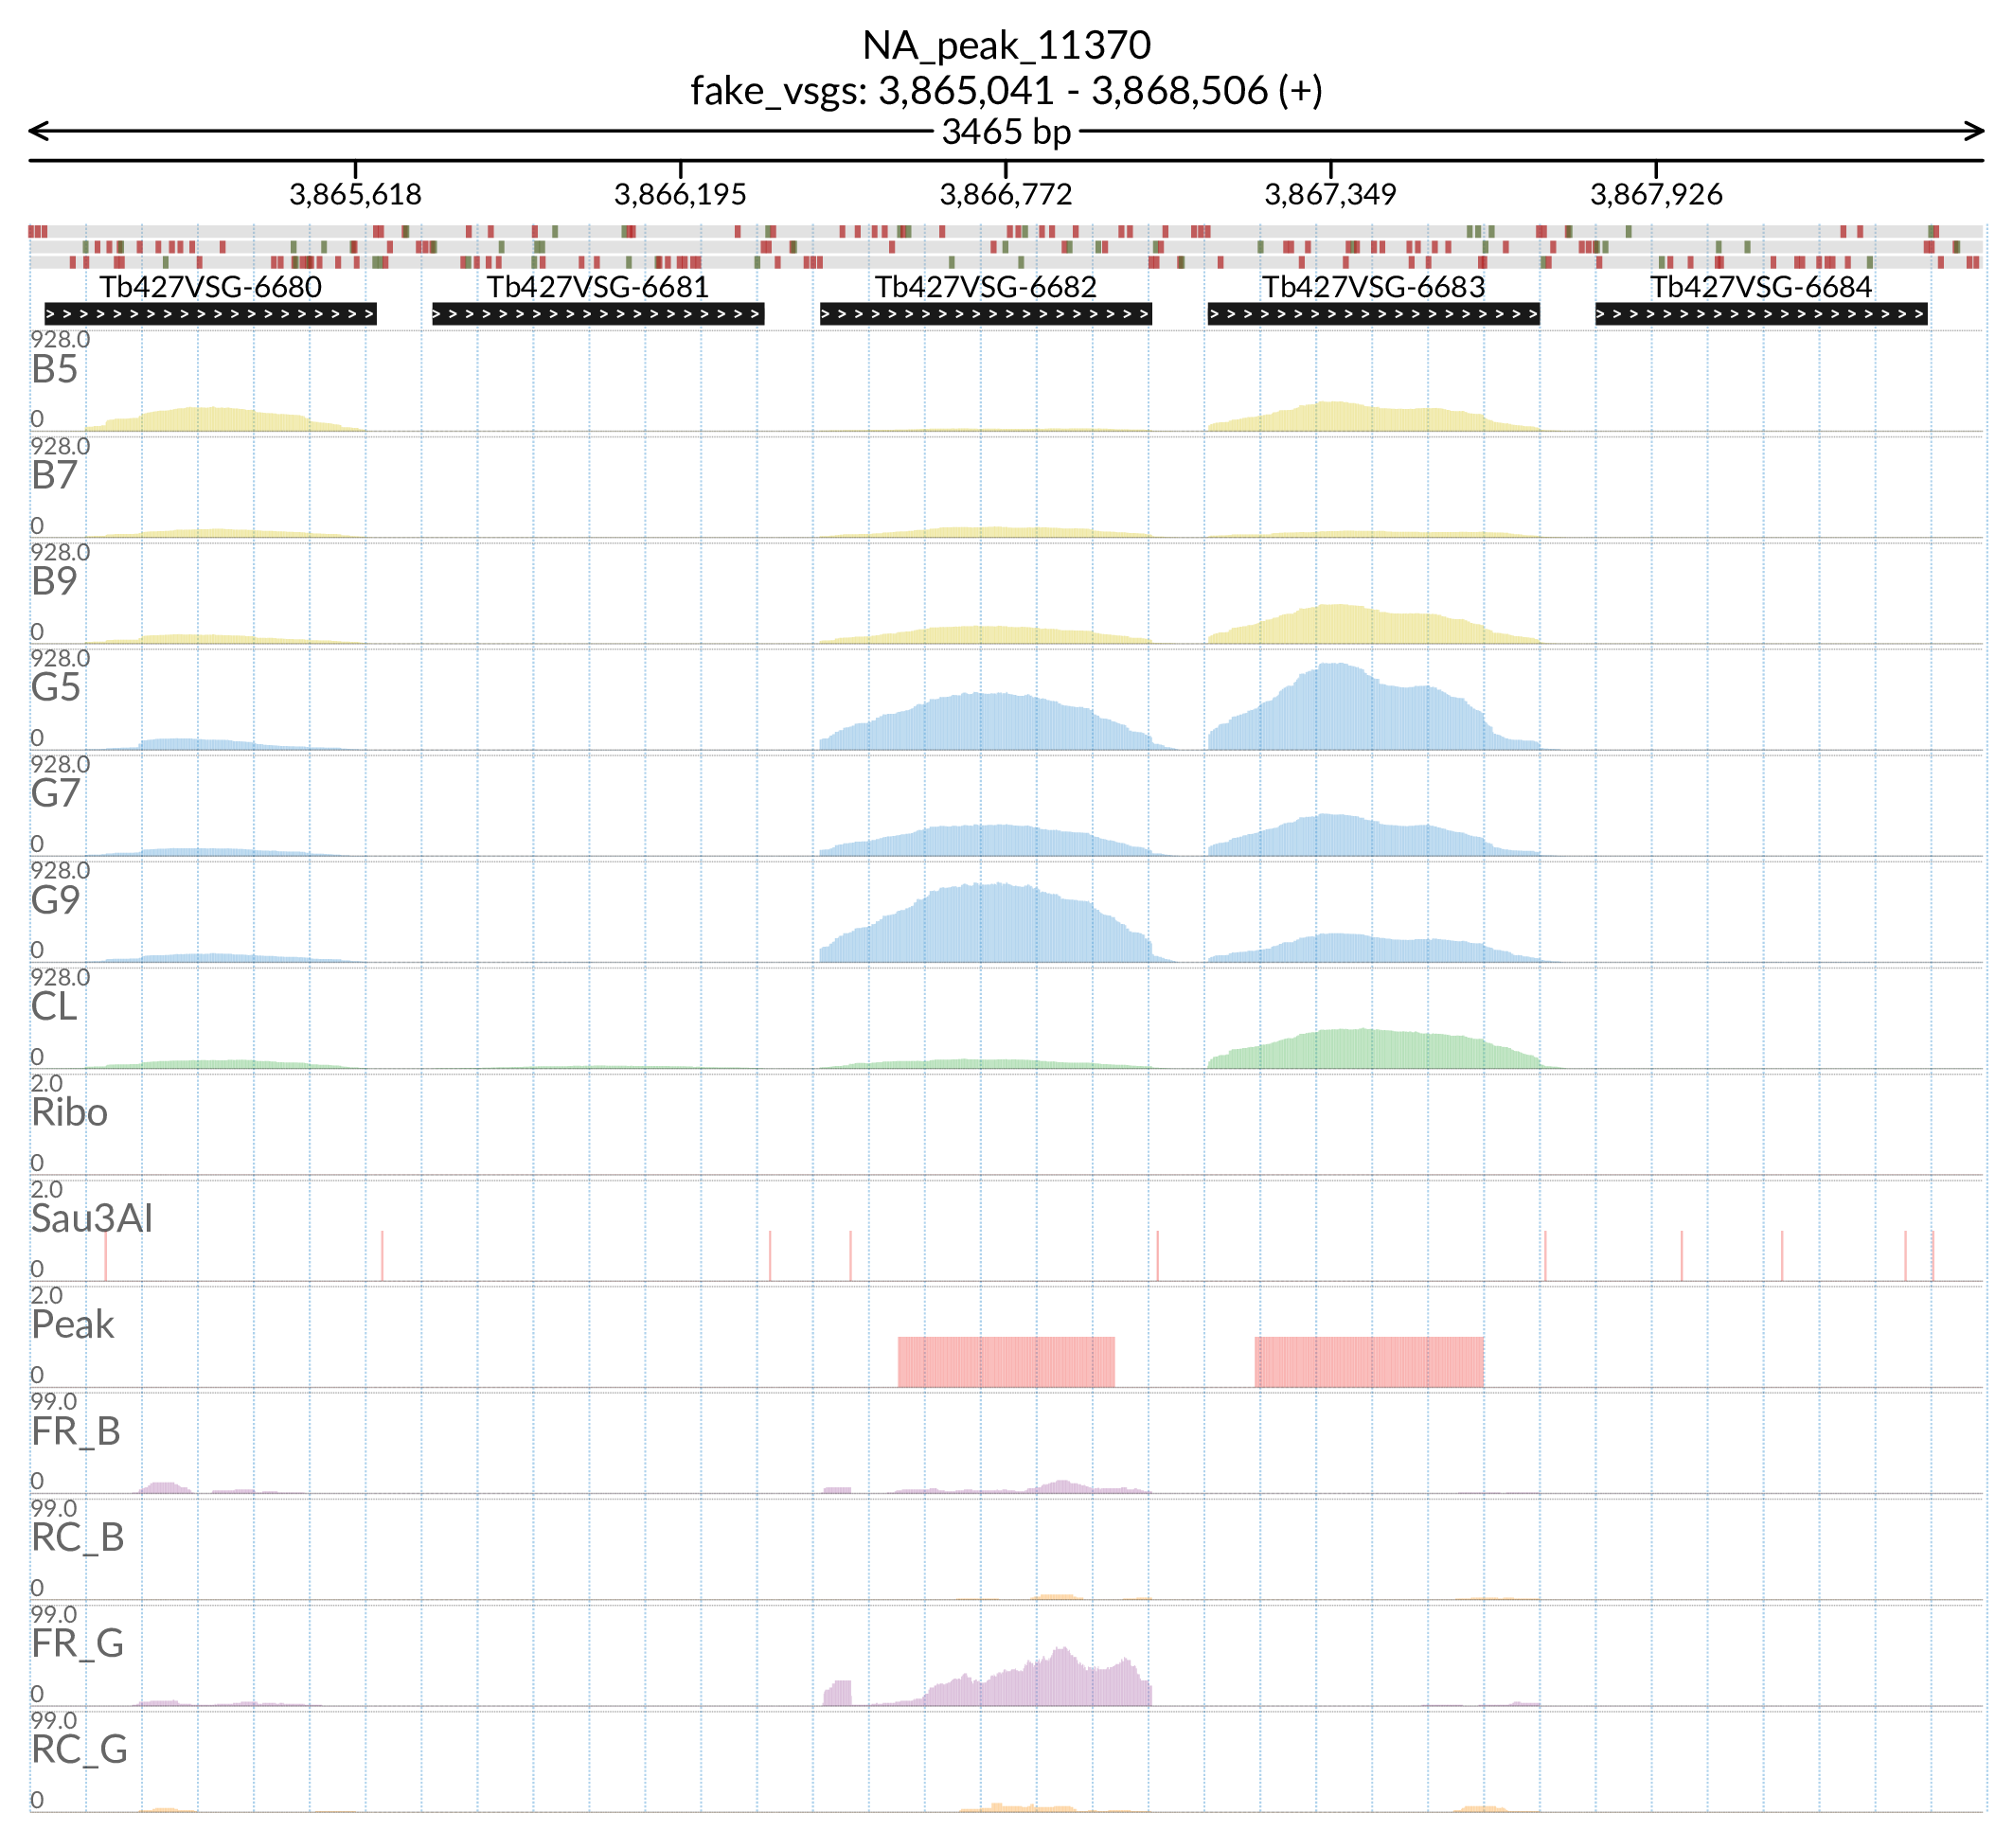 NA_peak_11370
fake_vsgs: 3,865,041 - 3,868,506 (+)
3465 bp
3,865,618 3,866,195 3,866,772 3,867,349 3,867,926
Tb427VSG-6680 Tb427VSG-6681 Tb427VSG-6682 Tb427VSG-6683 Tb427VSG-6684
928.0
B5
0
928.0
B7
0
928.0
B9
0
928.0
G5
0
928.0
G7
0
928.0
G9
0
928.0
CL
0
2.0
Ribo
0
2.0
Sau3AI
0
2.0
Peak
0
99.0
FR_B
0
99.0
RC_B
0
99.0
FR_G
0
99.0
RC_G
0